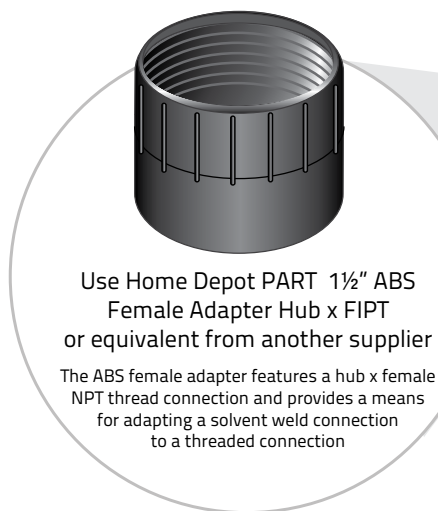 Use Home Depot PART 1½” ABS
Female Adapter Hub x FIPT
or equivalent from another supplier
The ABS female adapter features a hub x female
NPT thread connection and provides a means
for adapting a solvent weld connection
to a threaded connection